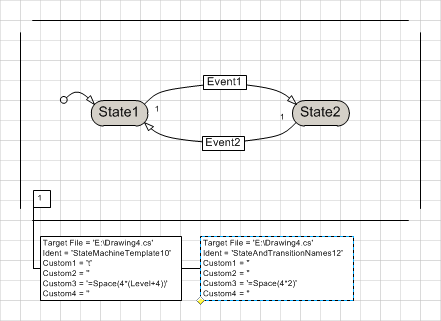 Event1
State1
1
1
State2
Event2
1
Target File = 'E:\Drawing4.cs'
Ident = 'StateMachineTemplate10'
Custom1 = '\t'
Custom2 = ''
Custom3 = '=Space(4*(Level+4))'
Custom4 = ''
Target File = 'E:\Drawing4.cs'
Ident = 'StateAndTransitionNames12'
Custom1 = ''
Custom2 = ''
Custom3 = '=Space(4*2)'
Custom4 = ''